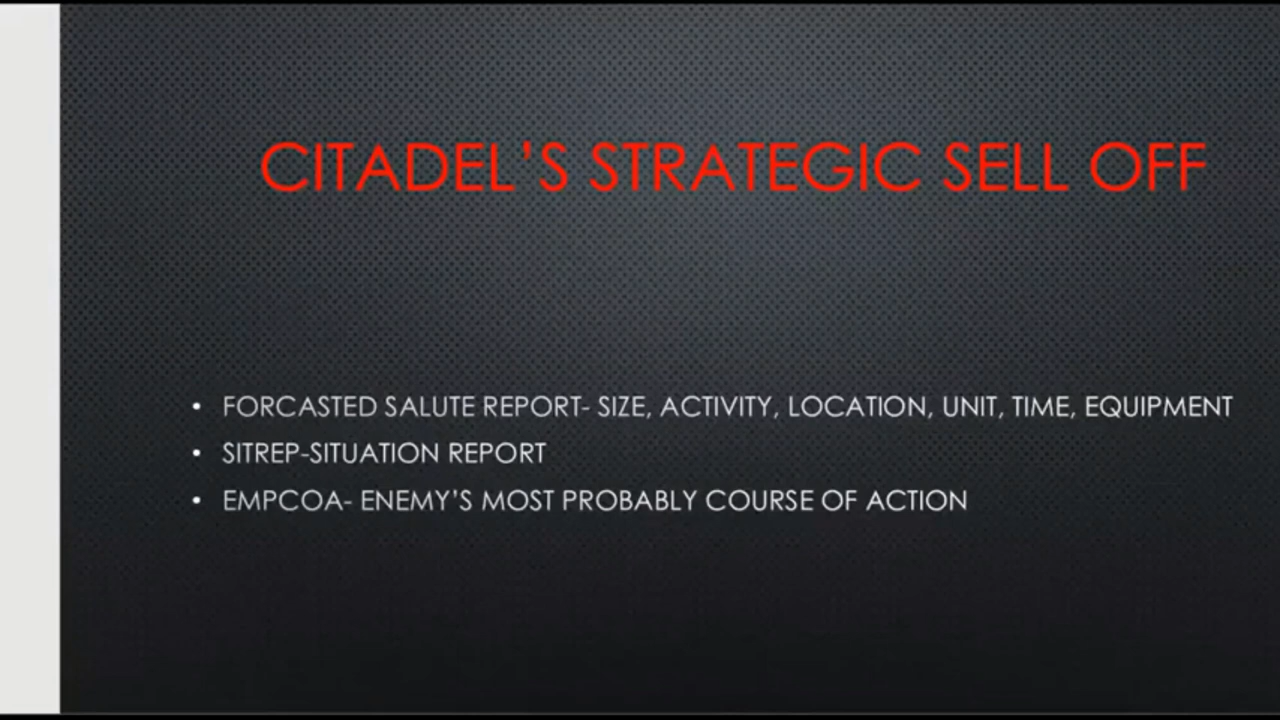 CITADEL'S STRATEGIC SELL OFF
• FORCASTED SALUTE REPORT- SIZE, ACTIVITY, LOCATION, UNIT, TIME, EQUIPMENT
• SITREP-SITUATION REPORT
• EMPCOA- ENEMY'S MOST PROBABLY COURSE OF ACTION